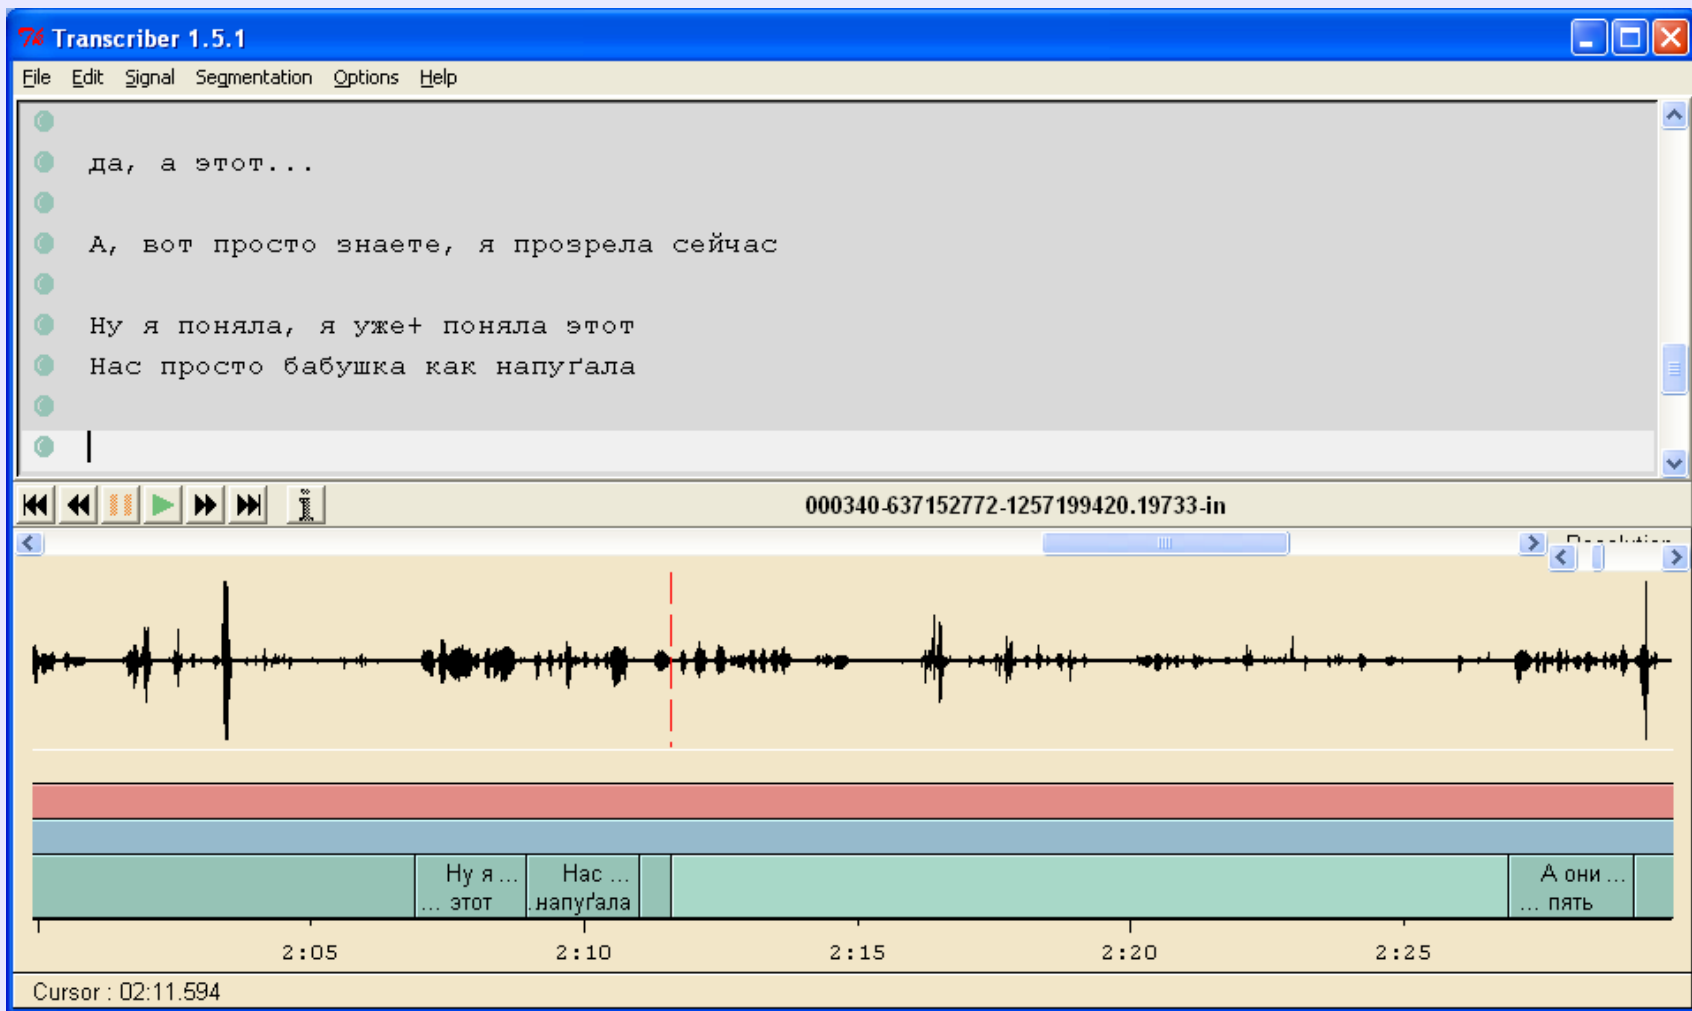 Transcriber 1.5.1
File Edit Signal Segmentation Options Help
да, а этот...
А, вот просто знаете, я прозрела сейчас
Ну я поняла, я уже+ поняла этот
Нас просто бабушка как напуґала
000340-637152772-1257199420.19733-in
Resolution
Ну я ...
... этот
Нас ...
...напуґала
А они ...
... пять
2:05 2:10 2:15 2:20 2:25
Cursor : 02:11.594